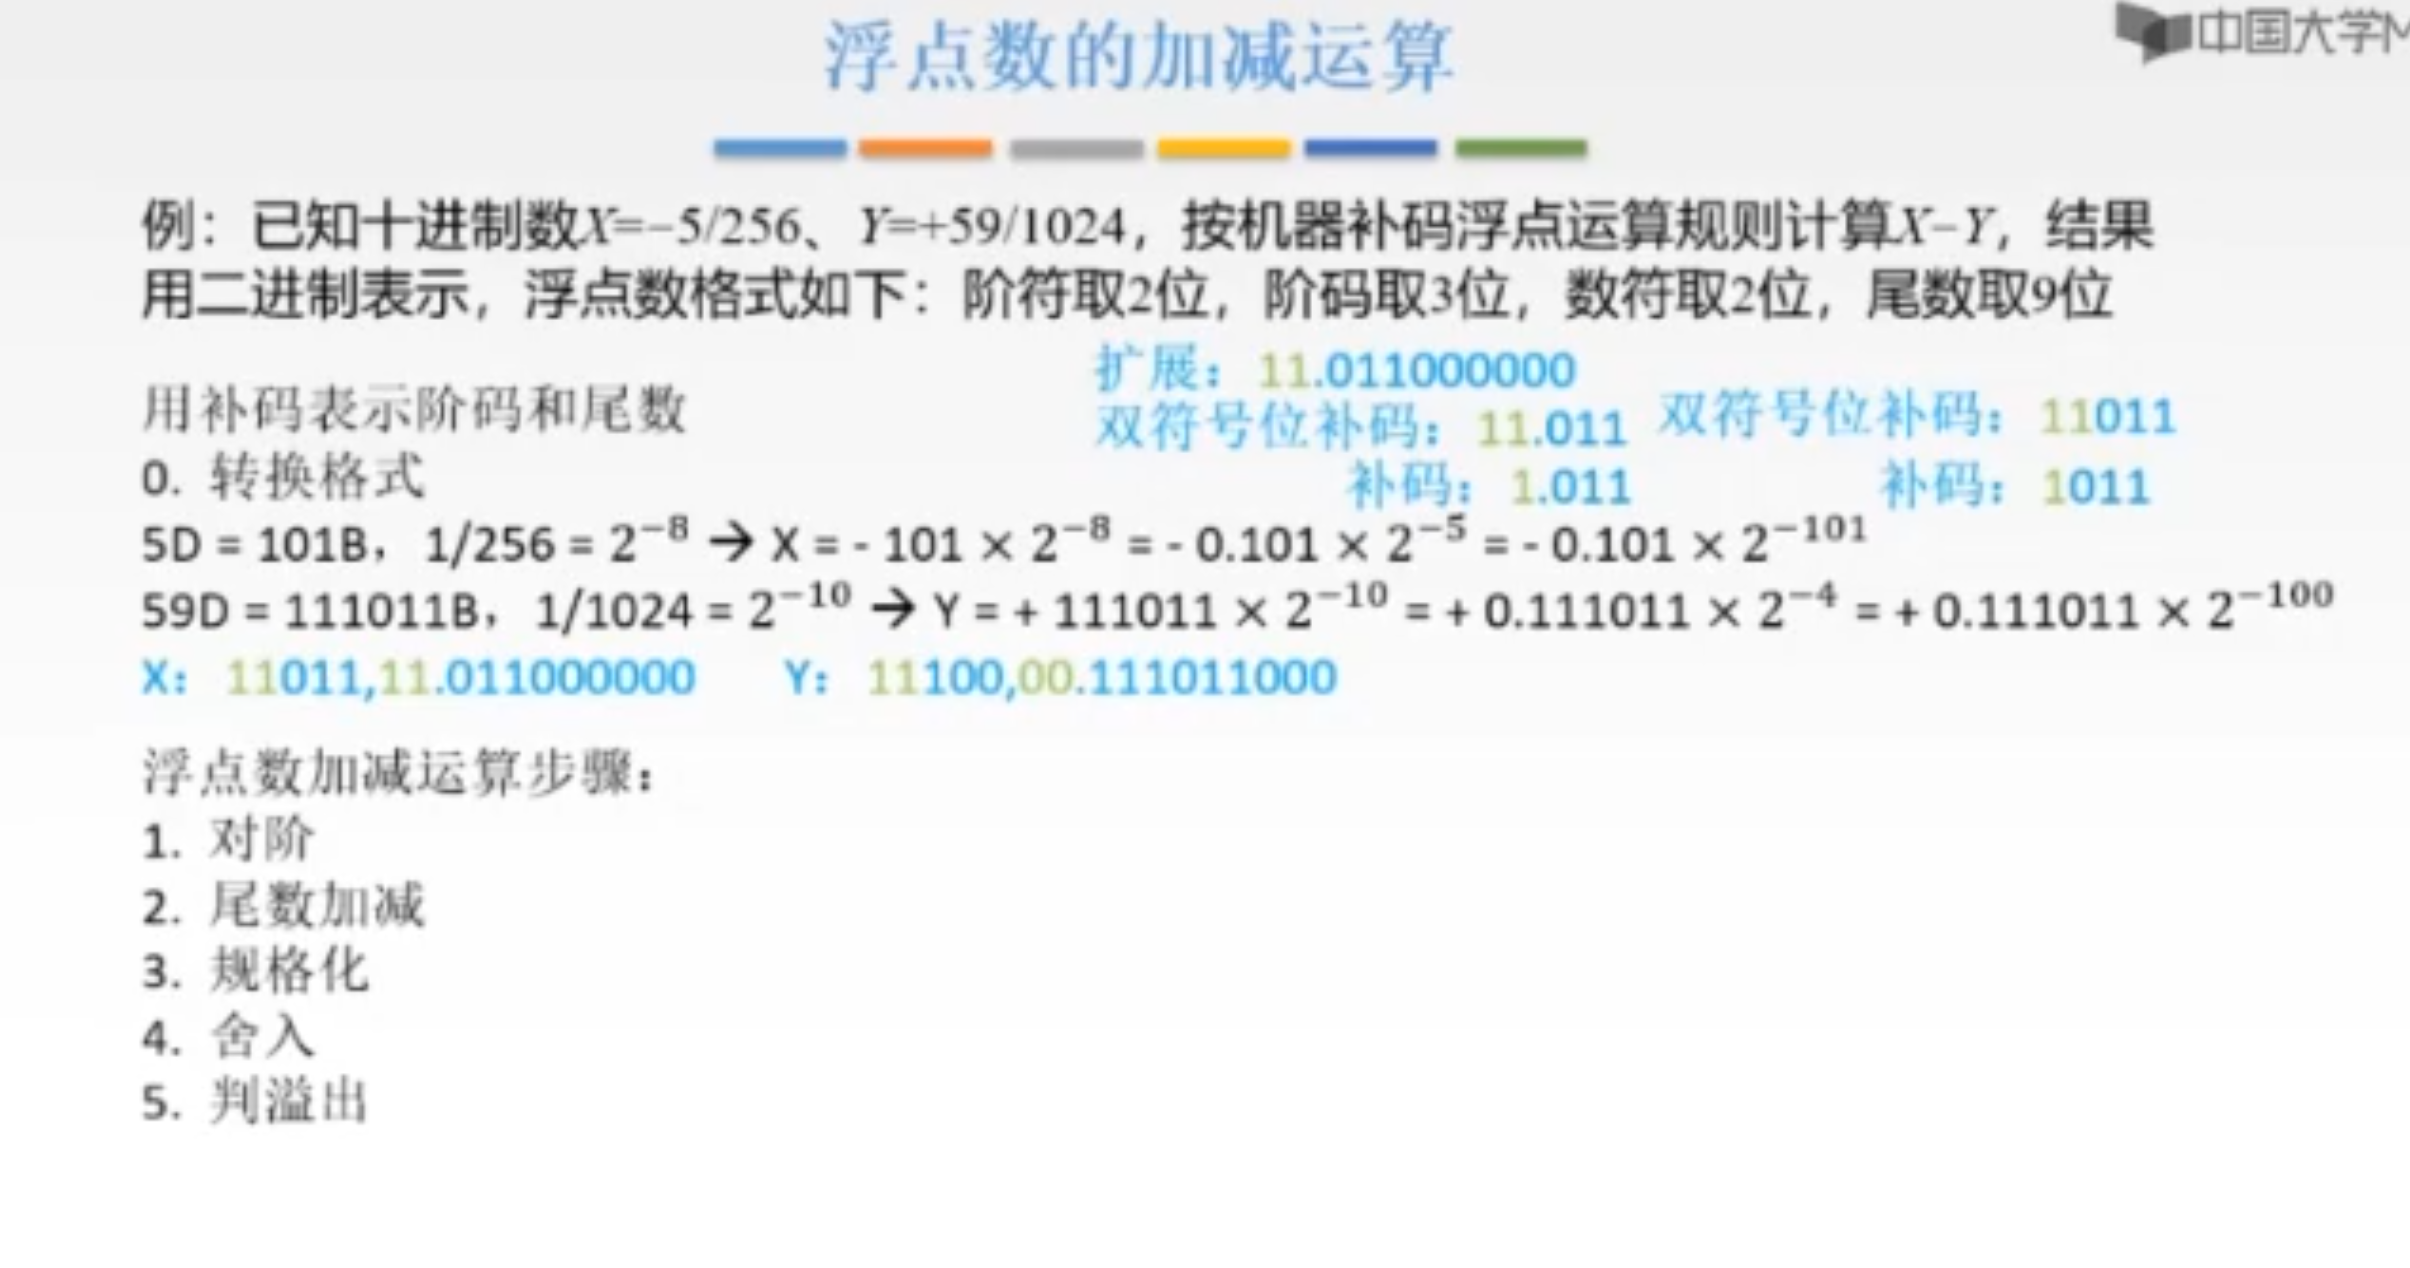 浮点数的加减运算
中国大学M
例：已知十进制数X=−5/256、Y=+59/1024，按机器补码浮点运算规则计算X−Y，结果
用二进制表示，浮点数格式如下：阶符取2位，阶码取3位，数符取2位，尾数取9位
扩展：11.011000000
用补码表示阶码和尾数
双符号位补码：11.011 双符号位补码：11011
0. 转换格式
补码：1.011 补码：1011
5D = 101B，1/256 = 2⁻⁸ → X = - 101 × 2⁻⁸ = - 0.101 × 2⁻⁵ = - 0.101 × 2⁻¹⁰¹
59D = 111011B，1/1024 = 2⁻¹⁰ → Y = + 111011 × 2⁻¹⁰ = + 0.111011 × 2⁻⁴ = + 0.111011 × 2⁻¹⁰⁰
X：11011,11.011000000 Y：11100,00.111011000
浮点数加减运算步骤：
1. 对阶
2. 尾数加减
3. 规格化
4. 舍入
5. 判溢出